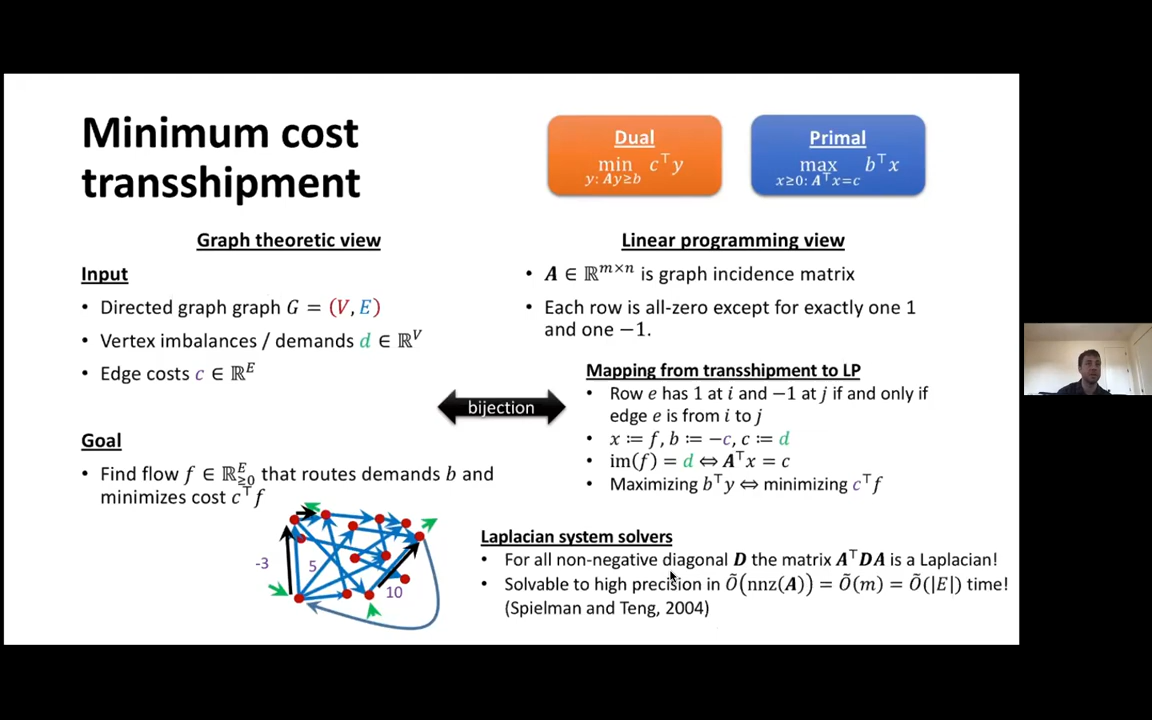 Minimum cost
transshipment
Dual
min c⊤y
y: Ay≥b
Primal
max b⊤x
x≥0: A⊤x=c
Graph theoretic view
Input
• Directed graph graph G = (V, E)
• Vertex imbalances / demands d ∈ ℝ^V
• Edge costs c ∈ ℝ^E
Goal
• Find flow f ∈ ℝ^E_≥0 that routes demands b and
minimizes cost c⊤f
-3
5
10
bijection
Linear programming view
• A ∈ ℝ^{m×n} is graph incidence matrix
• Each row is all-zero except for exactly one 1
and one −1.
Mapping from transshipment to LP
• Row e has 1 at i and −1 at j if and only if
edge e is from i to j
• x ≔ f, b ≔ −c, c ≔ d
• im(f) = d ⇔ A⊤x = c
• Maximizing b⊤y ⇔ minimizing c⊤f
Laplacian system solvers
• For all non-negative diagonal D the matrix A⊤DA is a Laplacian!
• Solvable to high precision in Õ(nnz(A)) = Õ(m) = Õ(|E|) time!
(Spielman and Teng, 2004)